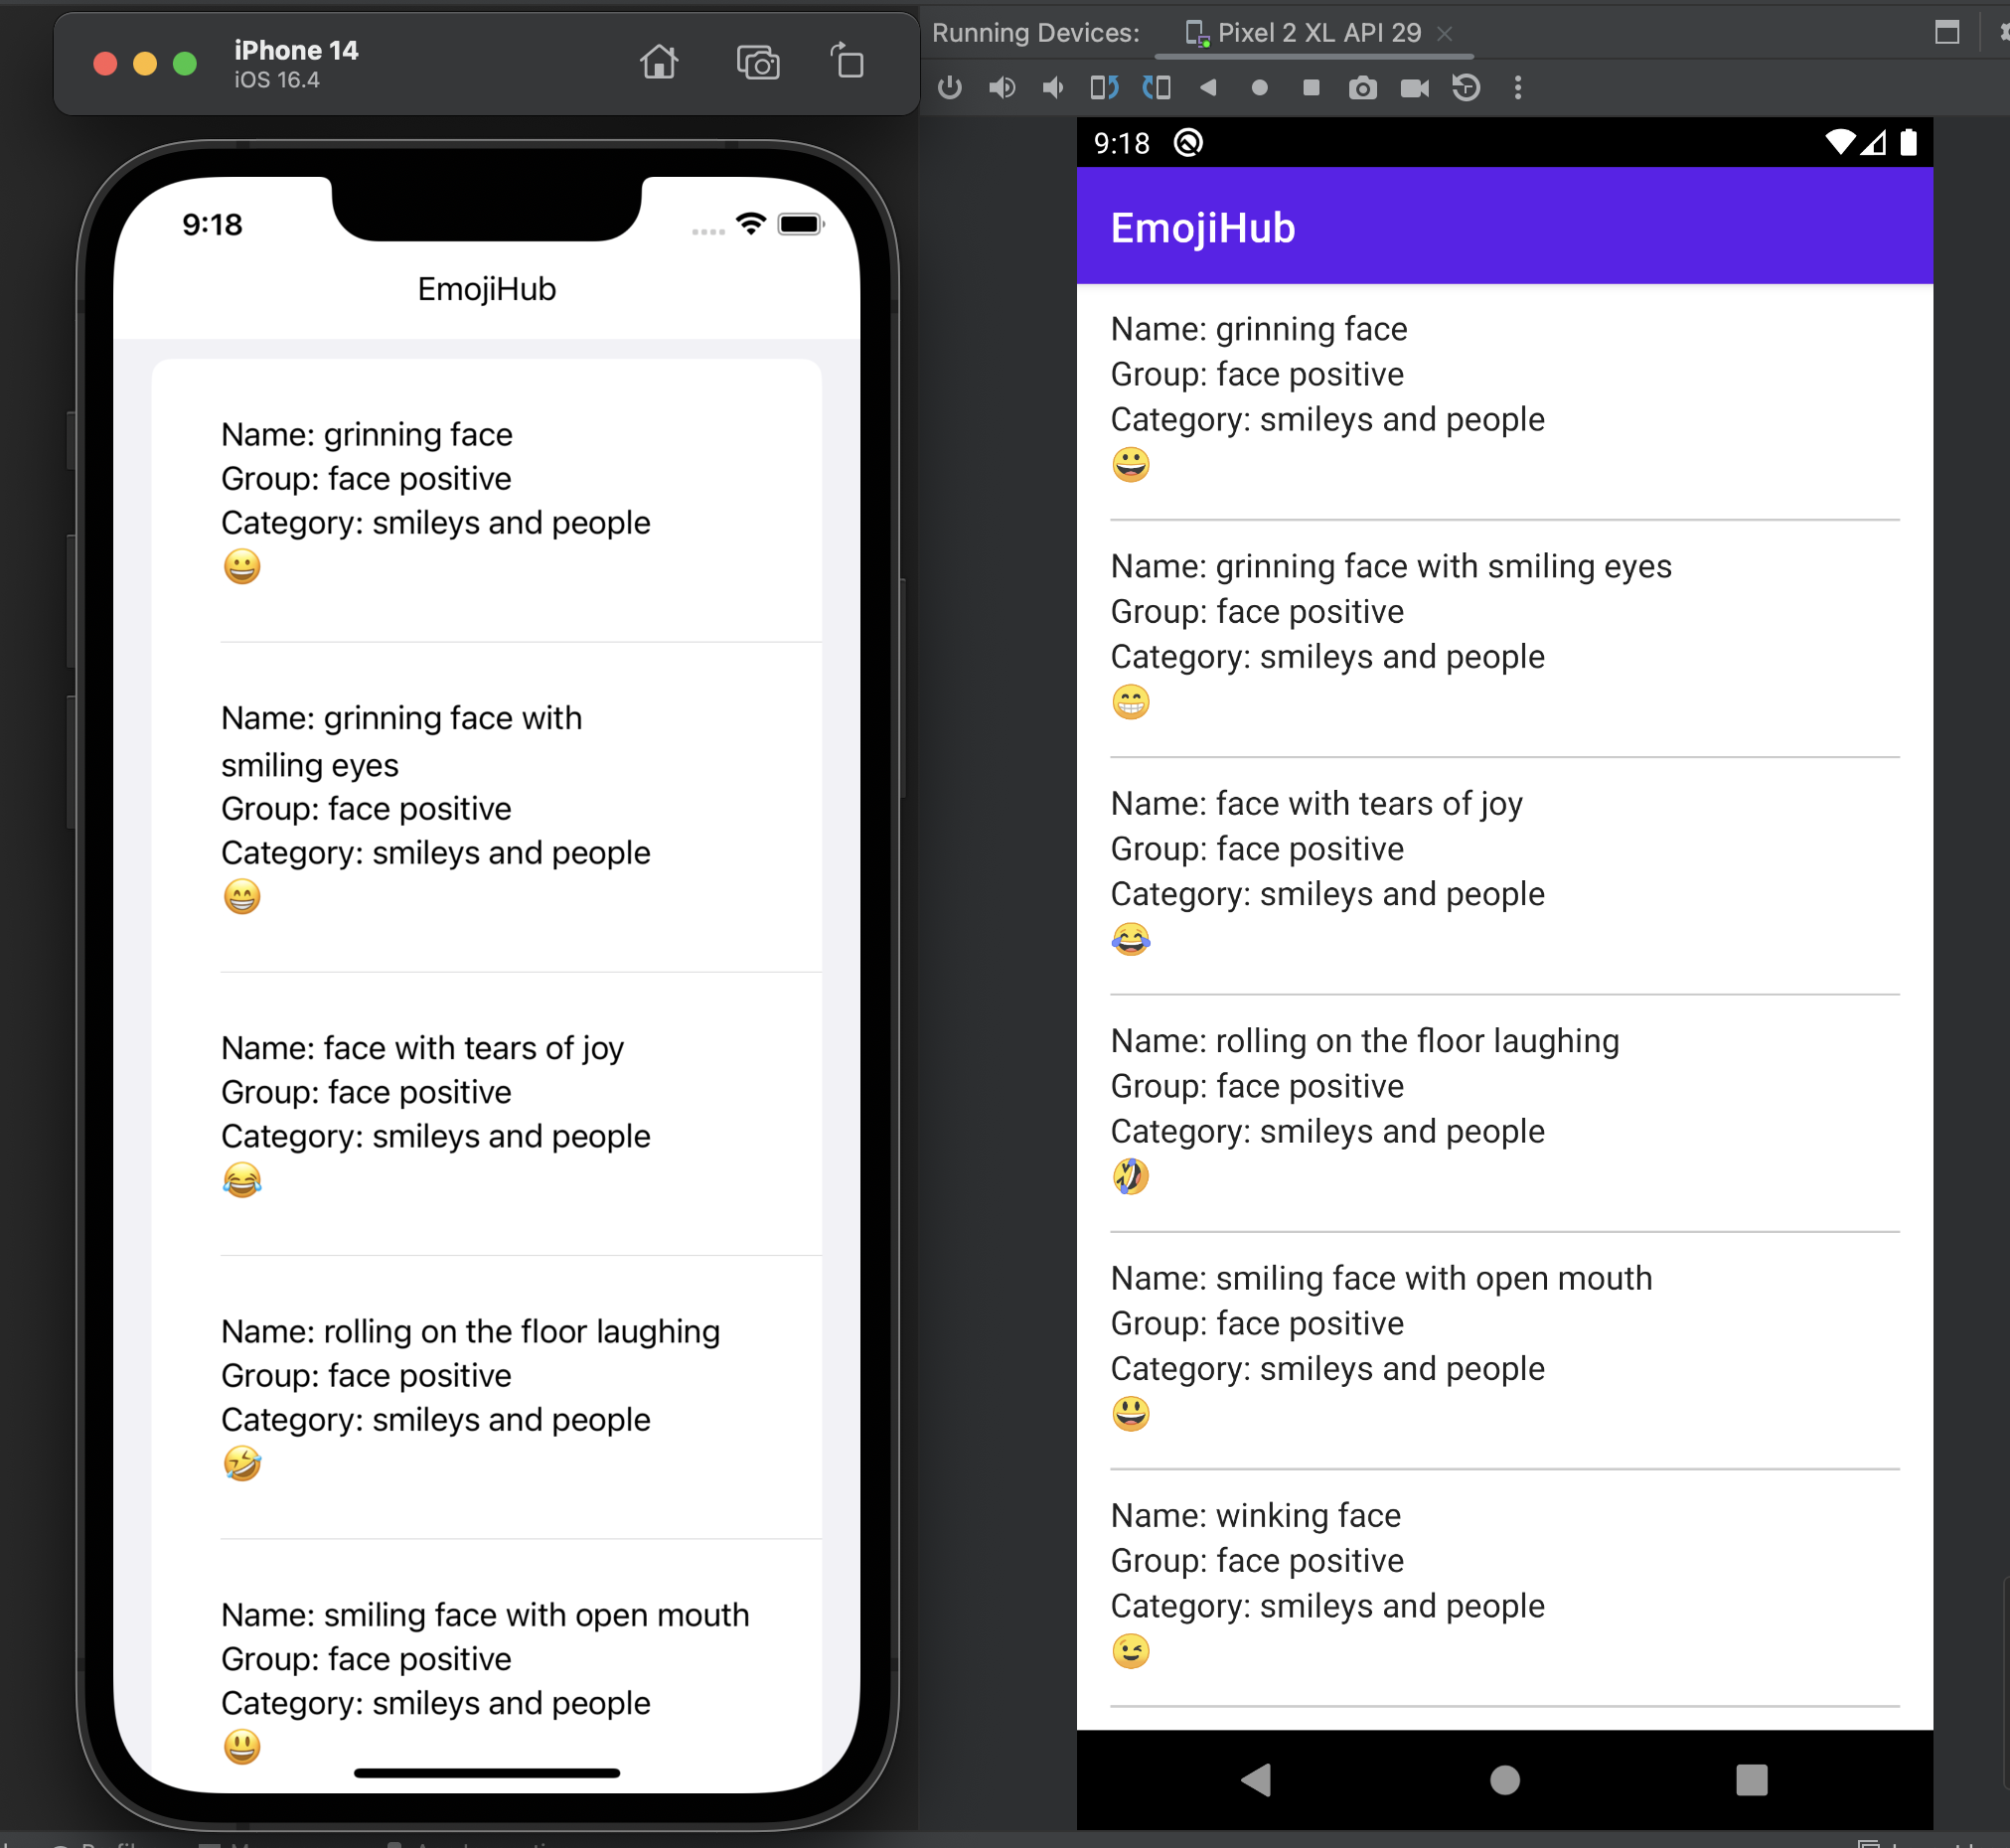 iPhone 14
iOS 16.4
9:18
EmojiHub
Name: grinning face
Group: face positive
Category: smileys and people
😀
Name: grinning face with
smiling eyes
Group: face positive
Category: smileys and people
😁
Name: face with tears of joy
Group: face positive
Category: smileys and people
😂
Name: rolling on the floor laughing
Group: face positive
Category: smileys and people
🤣
Name: smiling face with open mouth
Group: face positive
Category: smileys and people
😃
Running Devices: Pixel 2 XL API 29
9:18
EmojiHub
Name: grinning face
Group: face positive
Category: smileys and people
😀
Name: grinning face with smiling eyes
Group: face positive
Category: smileys and people
😁
Name: face with tears of joy
Group: face positive
Category: smileys and people
😂
Name: rolling on the floor laughing
Group: face positive
Category: smileys and people
🤣
Name: smiling face with open mouth
Group: face positive
Category: smileys and people
😃
Name: winking face
Group: face positive
Category: smileys and people
😉